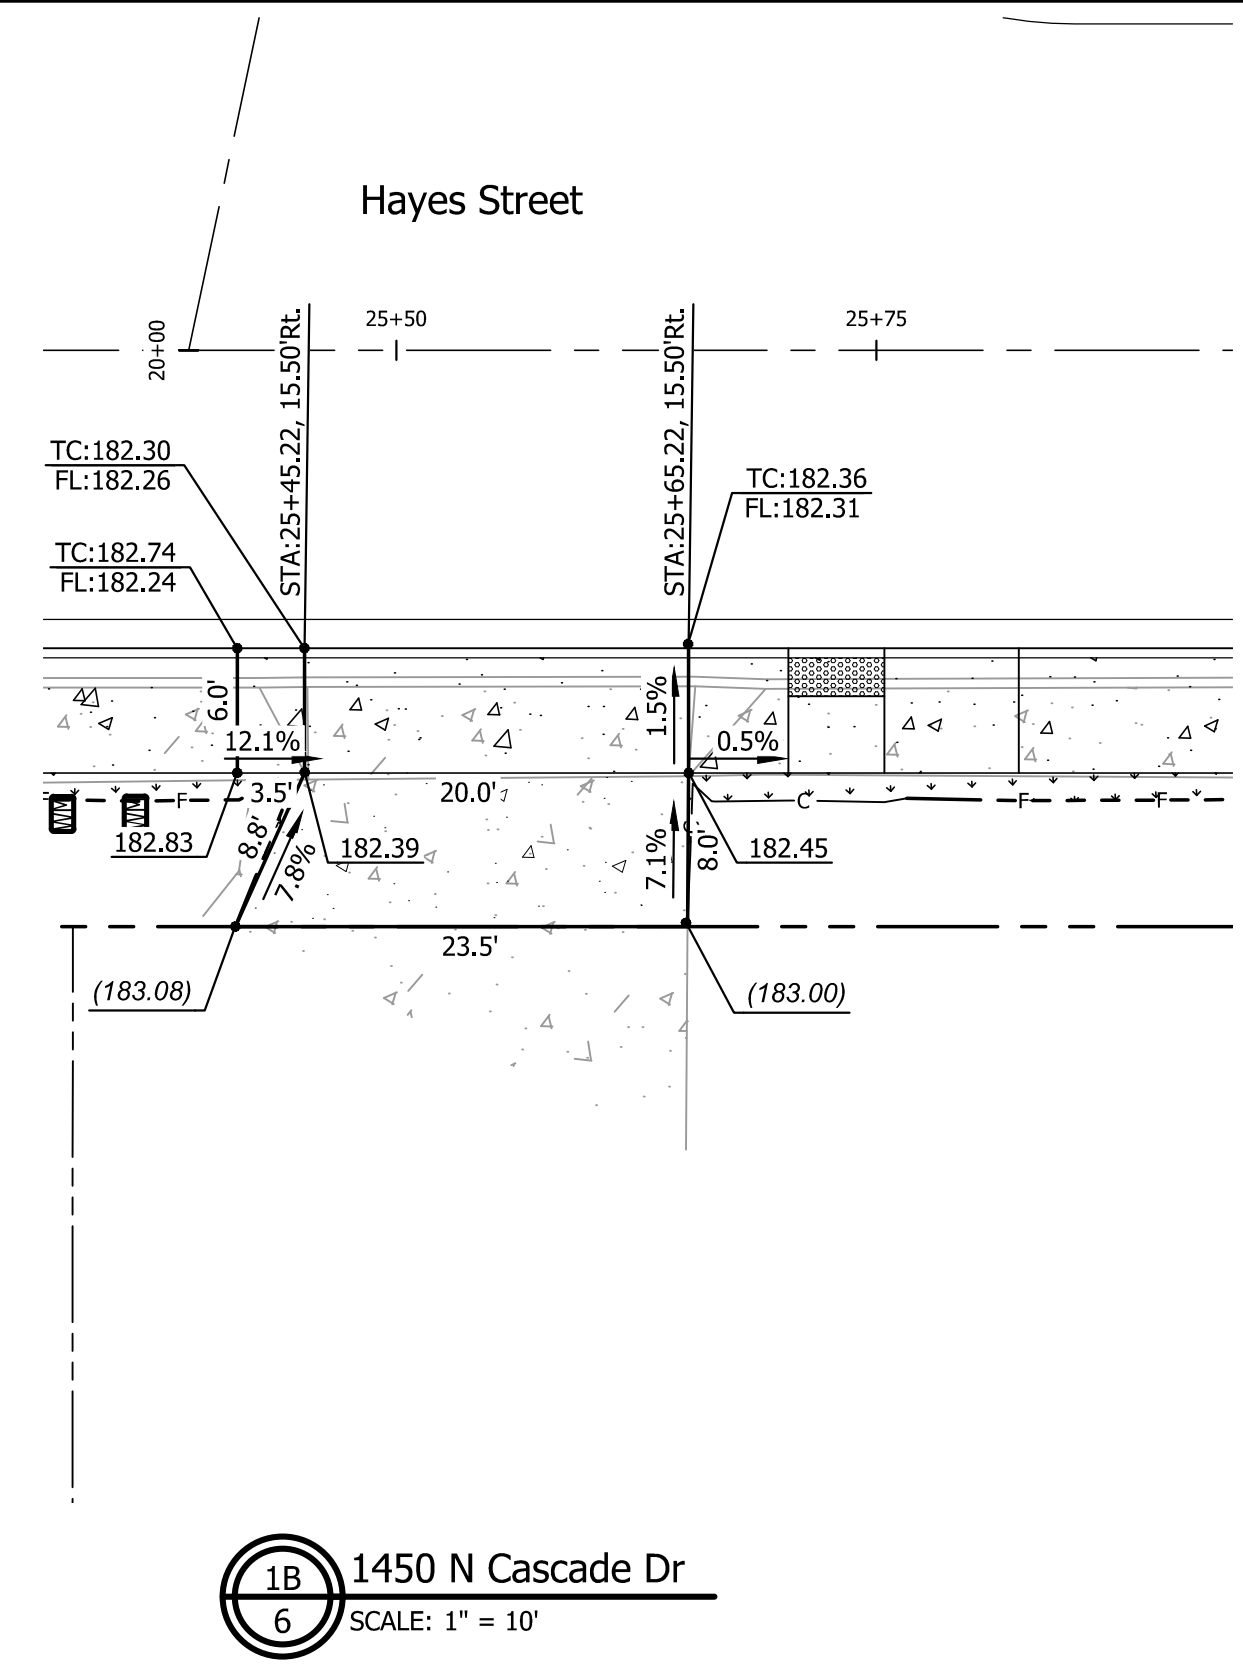 Hayes Street
20+00
25+50
25+75
STA:25+45.22, 15.50'Rt.
STA:25+65.22, 15.50'Rt.
TC:182.30
FL:182.26
TC:182.74
FL:182.24
TC:182.36
FL:182.31
6.0'
12.1%
1.5%
0.5%
F
3.5'
20.0'
C
F
F
182.83
8.8'
7.8%
182.39
7.1%
8.0'
182.45
23.5'
(183.08)
(183.00)
1B
6
1450 N Cascade Dr
SCALE: 1" = 10'